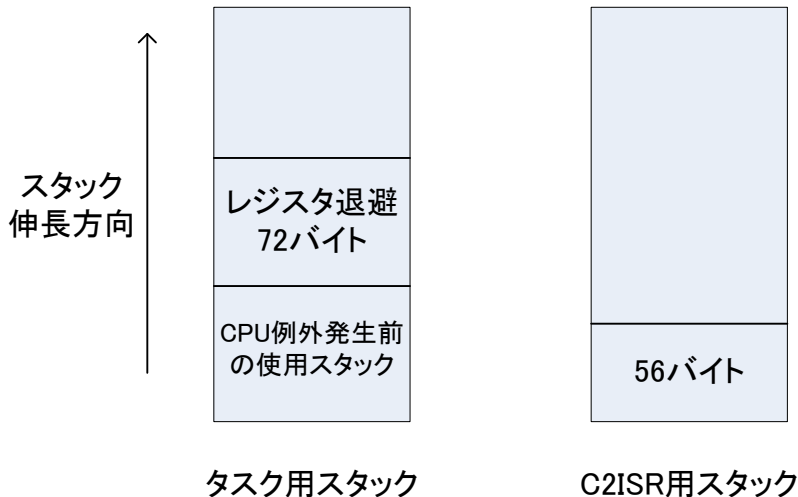 スタック
伸長方向
レジスタ退避
72バイト
CPU例外発生前
の使用スタック
タスク用スタック
56バイト
C2ISR用スタック